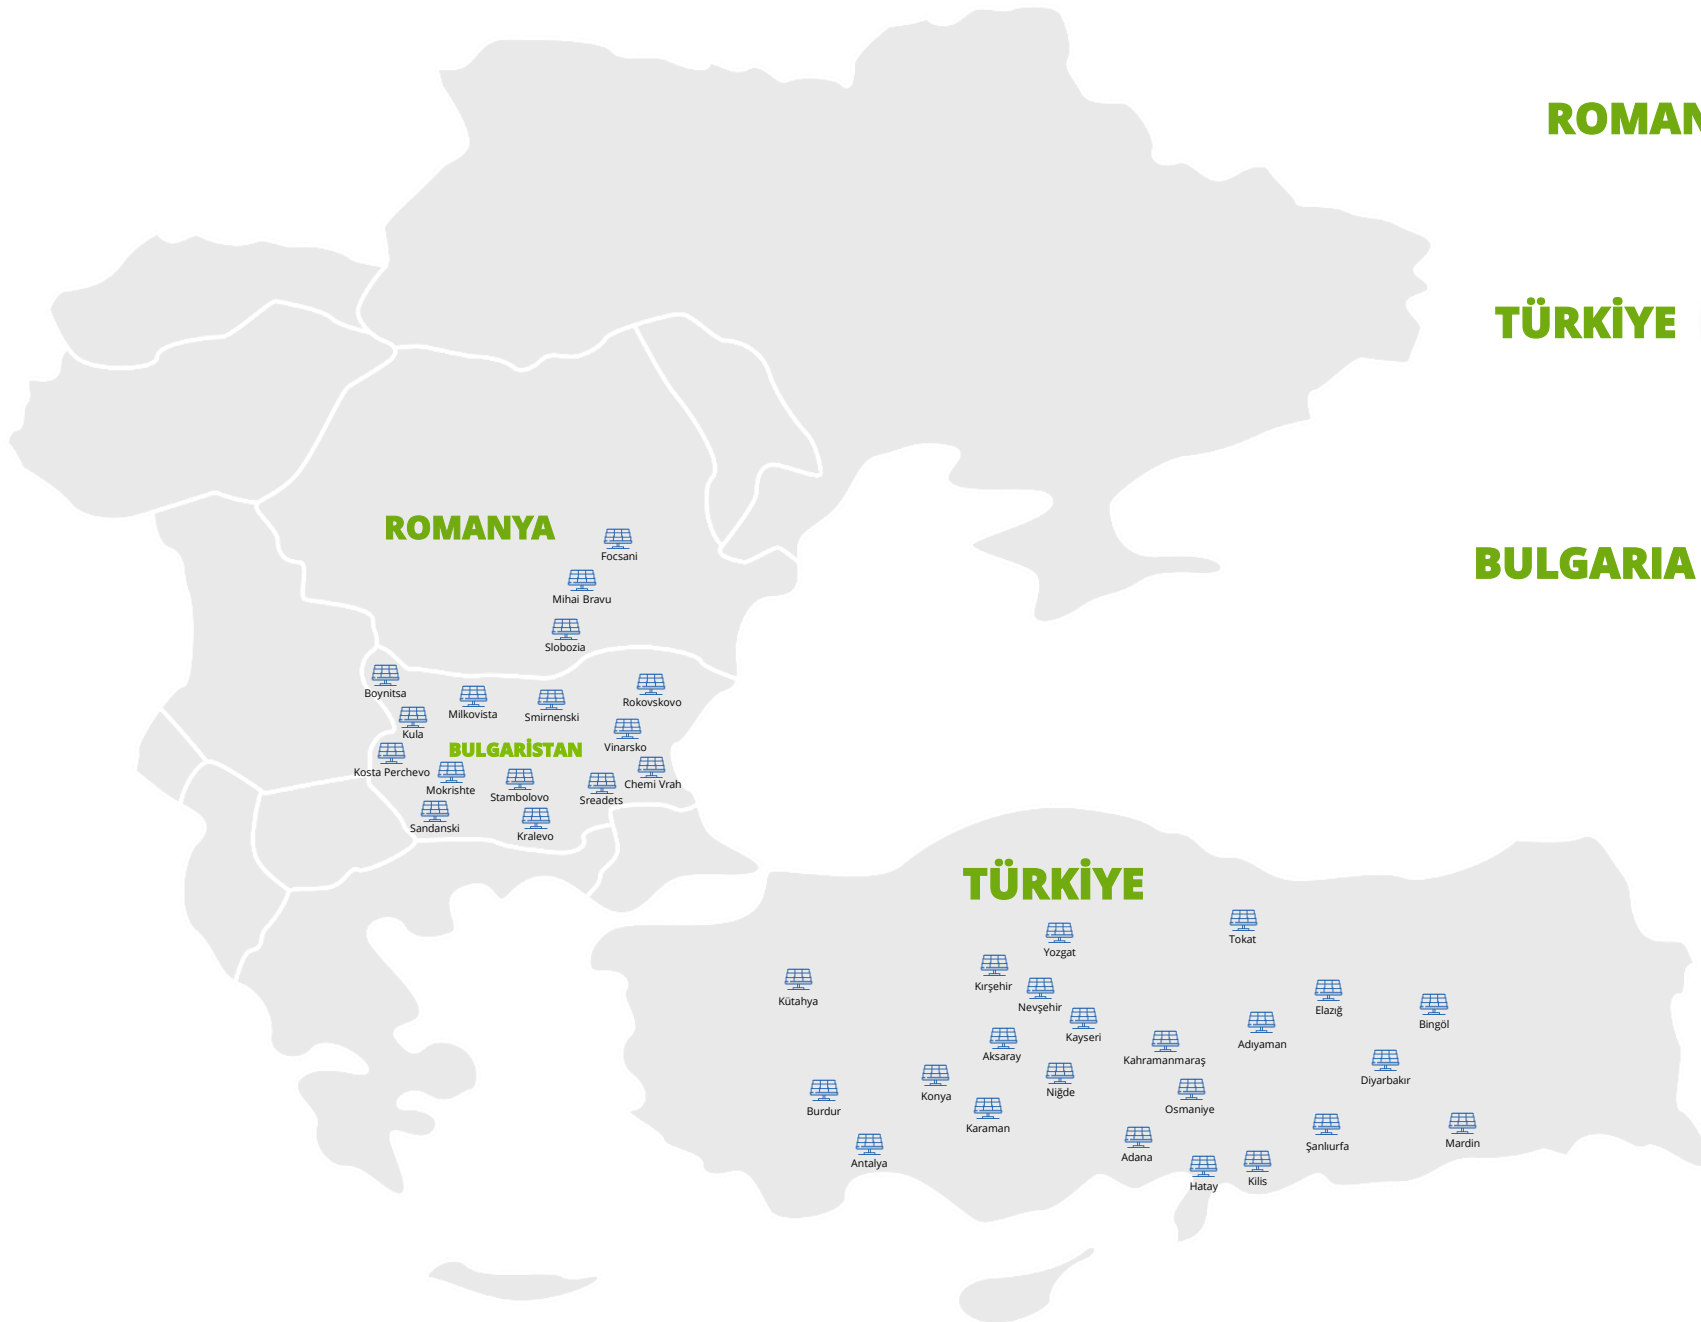 ROMAN
TÜRKİYE
BULGARIA
ROMANYA
Focsani
Mihai Bravu
Slobozia
Boynitsa
Milkovista
Smirnenski
Rokovskovo
Kula
Vinarsko
BULGARİSTAN
Kosta Perchevo
Mokrishte
Stambolovo
Sreadets
Chemi Vrah
Sandanski
Kralevo
TÜRKİYE
Yozgat
Tokat
Kırşehir
Kütahya
Nevşehir
Elazığ
Bingöl
Kayseri
Adıyaman
Aksaray
Kahramanmaraş
Diyarbakır
Konya
Niğde
Burdur
Osmaniye
Karaman
Şanlıurfa
Mardin
Antalya
Adana
Hatay
Kilis